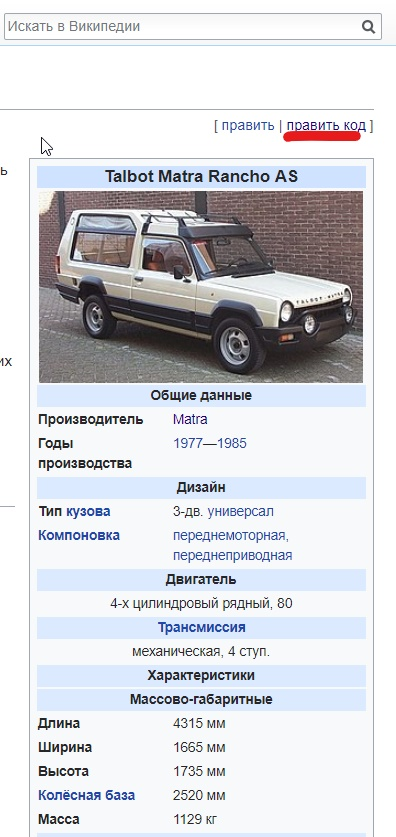 Искать в Википедии
[ править | править код ]
ь
Talbot Matra Rancho AS
TALBOT-MATRA
их
Общие данные
Производитель Matra
Годы 1977—1985
производства
Дизайн
Тип кузова 3-дв. универсал
Компоновка переднемоторная,
переднеприводная
Двигатель
4-х цилиндровый рядный, 80
Трансмиссия
механическая, 4 ступ.
Характеристики
Массово-габаритные
Длина 4315 мм
Ширина 1665 мм
Высота 1735 мм
Колёсная база 2520 мм
Масса 1129 кг